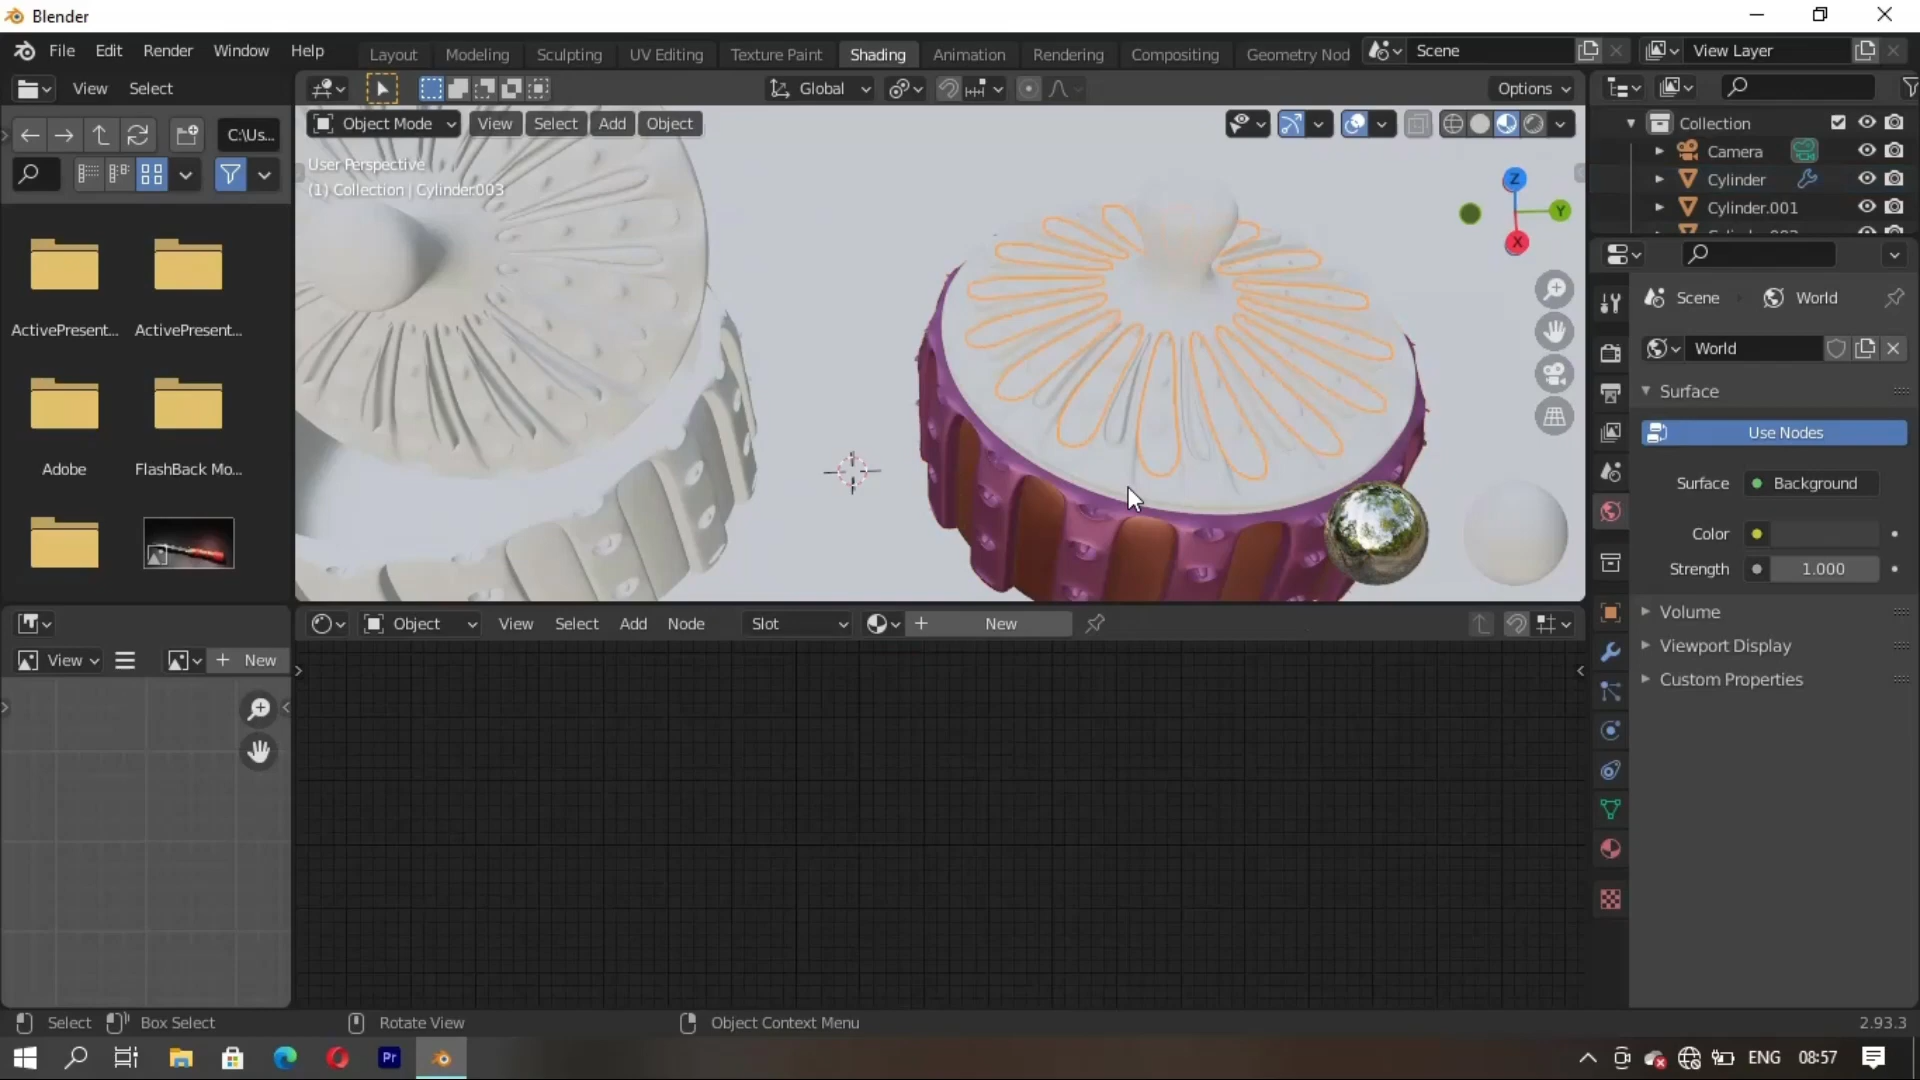 Blender
File Edit Render Window Help
Layout Modeling Sculpting UV Editing Texture Paint Shading Animation Rendering Compositing Geometry Nod
Scene
View Layer
View Select
Global
Options
C:\Us...
Object Mode View Select Add Object
User Perspective
(1) Collection | Cylinder.003
Z
Y
X
Collection
Camera
Cylinder
Cylinder.001
ActivePresent...
ActivePresent...
Adobe
FlashBack Mo...
Scene
World
World
Surface
Use Nodes
Surface
Background
Color
Strength
1.000
Volume
Viewport Display
Custom Properties
Object View Select Add Node Slot New
View
New
Select
Box Select
Rotate View
Object Context Menu
2.93.3
Pr
ENG
08:57